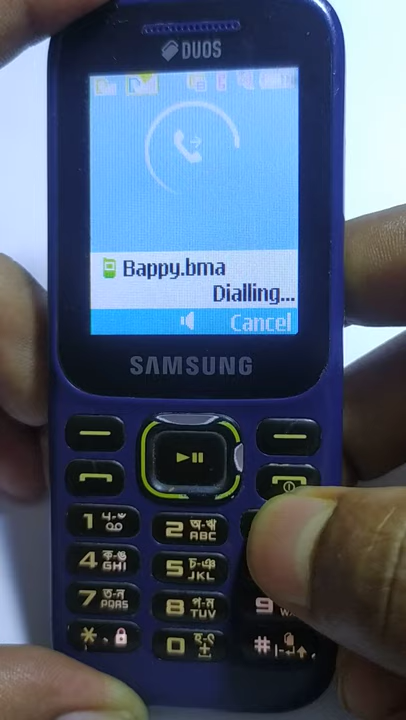 DUOS
Bappy.bma
Dialling...
Cancel
SAMSUNG
1
2 অ-ঋ ABC
4 ক-ঙ GHI
5 চ-ঞ JKL
7 ত-ন PQRS
8 প-ম TUV
9
* 0 #